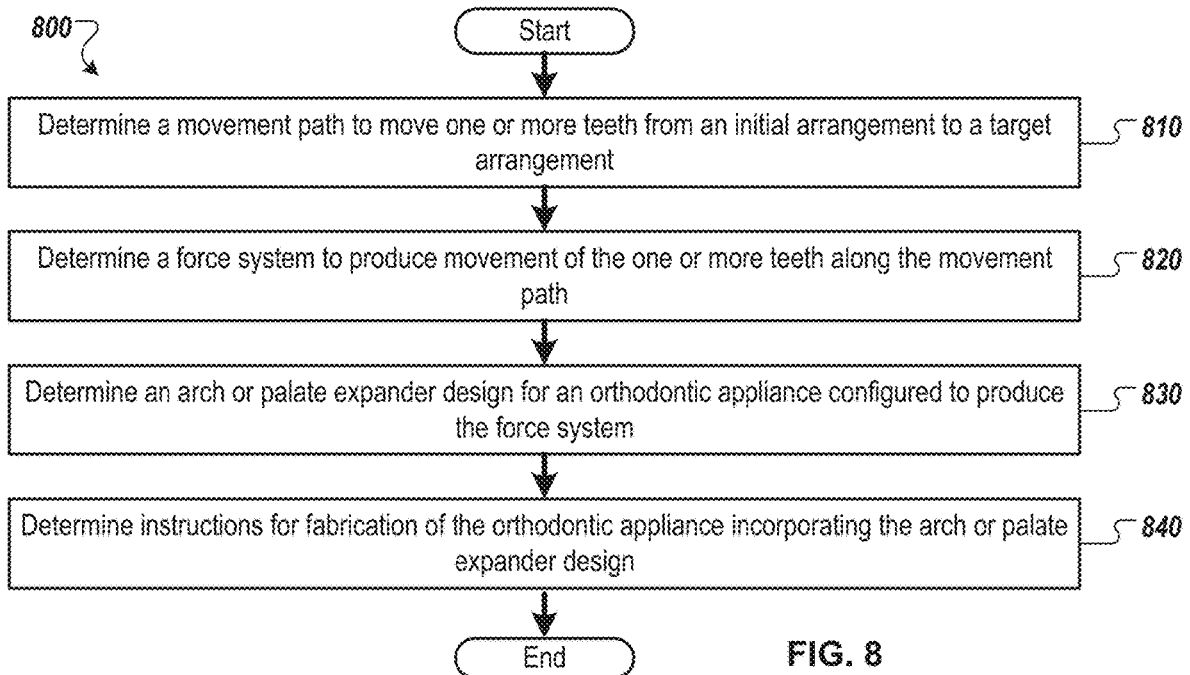 800
Start
Determine a movement path to move one or more teeth from an initial arrangement to a target
arrangement
810
Determine a force system to produce movement of the one or more teeth along the movement
path
820
Determine an arch or palate expander design for an orthodontic appliance configured to produce
the force system
830
Determine instructions for fabrication of the orthodontic appliance incorporating the arch or palate
expander design
840
End
FIG. 8